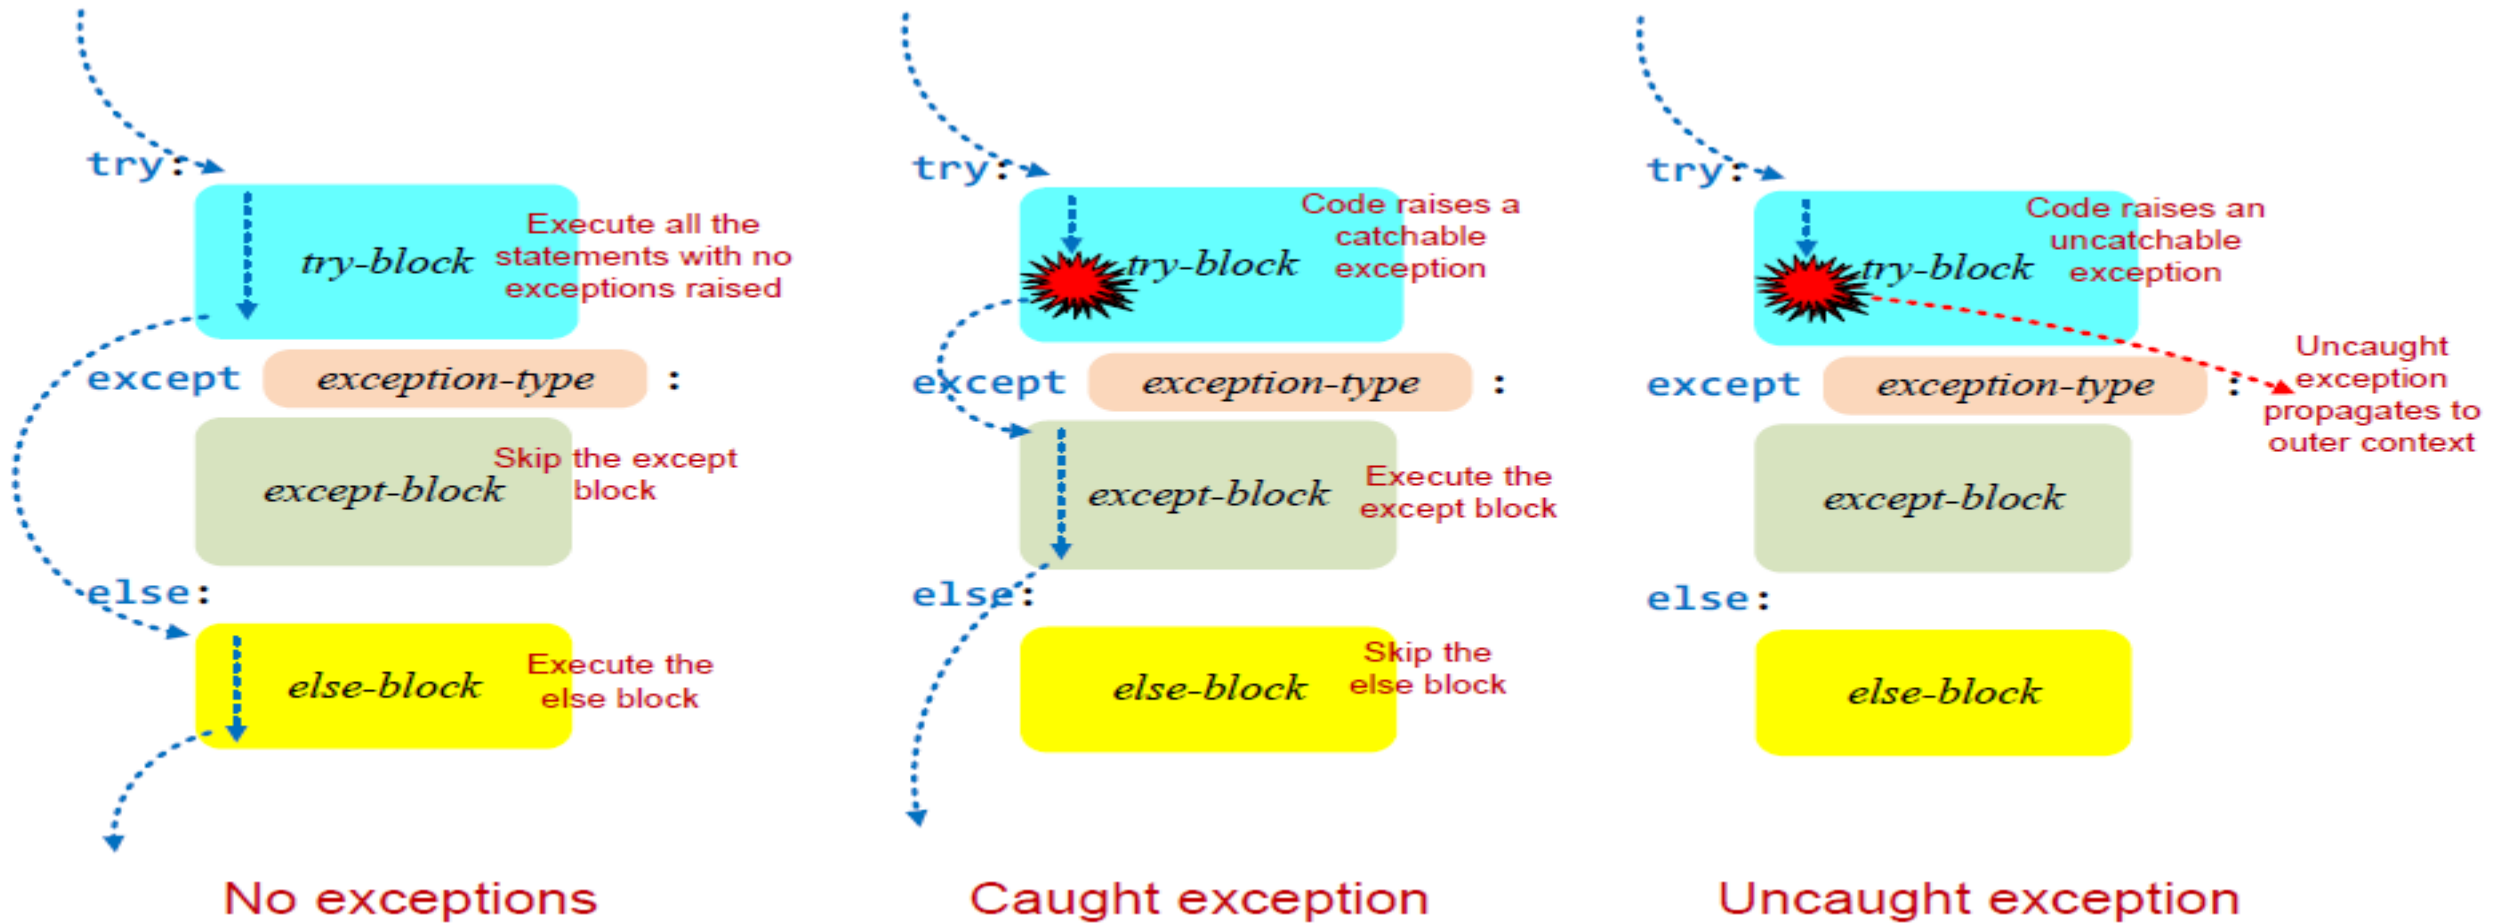 try:
Execute all the
statements with no
exceptions raised
try-block
except exception-type :
Skip the except
block
except-block
else:
Execute the
else block
else-block
No exceptions
try:
Code raises a
catchable
exception
try-block
except exception-type :
Execute the
except block
except-block
else:
Skip the
else block
else-block
Caught exception
try:
Code raises an
uncatchable
exception
try-block
Uncaught
exception
propagates to
outer context
except exception-type :
except-block
else:
else-block
Uncaught exception